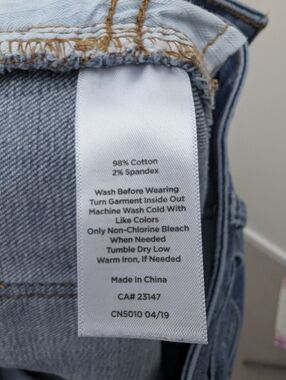 98% Cotton
2% Spandex
Wash Before Wearing
Turn Garment Inside Out
Machine Wash Cold With
Like Colors
Only Non-Chlorine Bleach
When Needed
Tumble Dry Low
Warm Iron, If Needed
Made in China
CA# 23147
CN5010 04/19